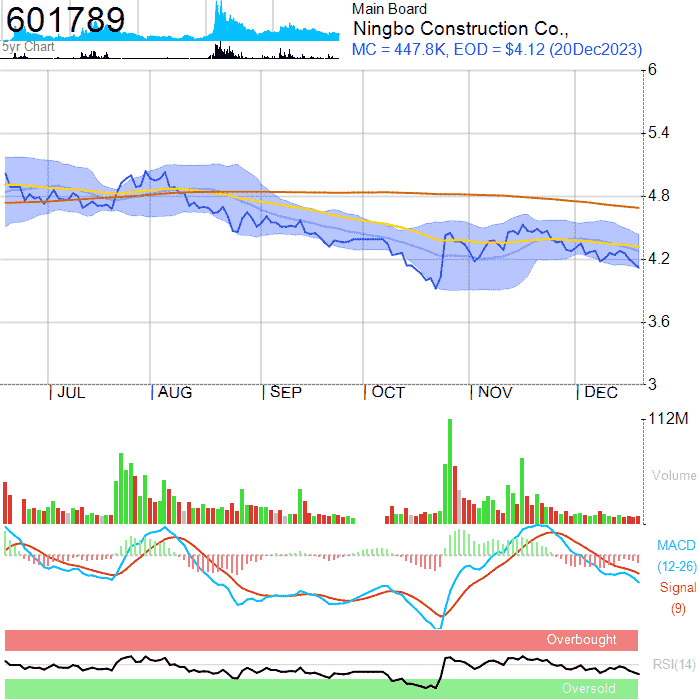 601789
5yr Chart
Main Board
Ningbo Construction Co.,
MC = 447.8K, EOD = $4.12 (20Dec2023)
6
5.4
4.8
4.2
3.6
3
JUL
AUG
SEP
OCT
NOV
DEC
112M
Volume
MACD
(12-26)
Signal
(9)
Overbought
RSI(14)
Oversold